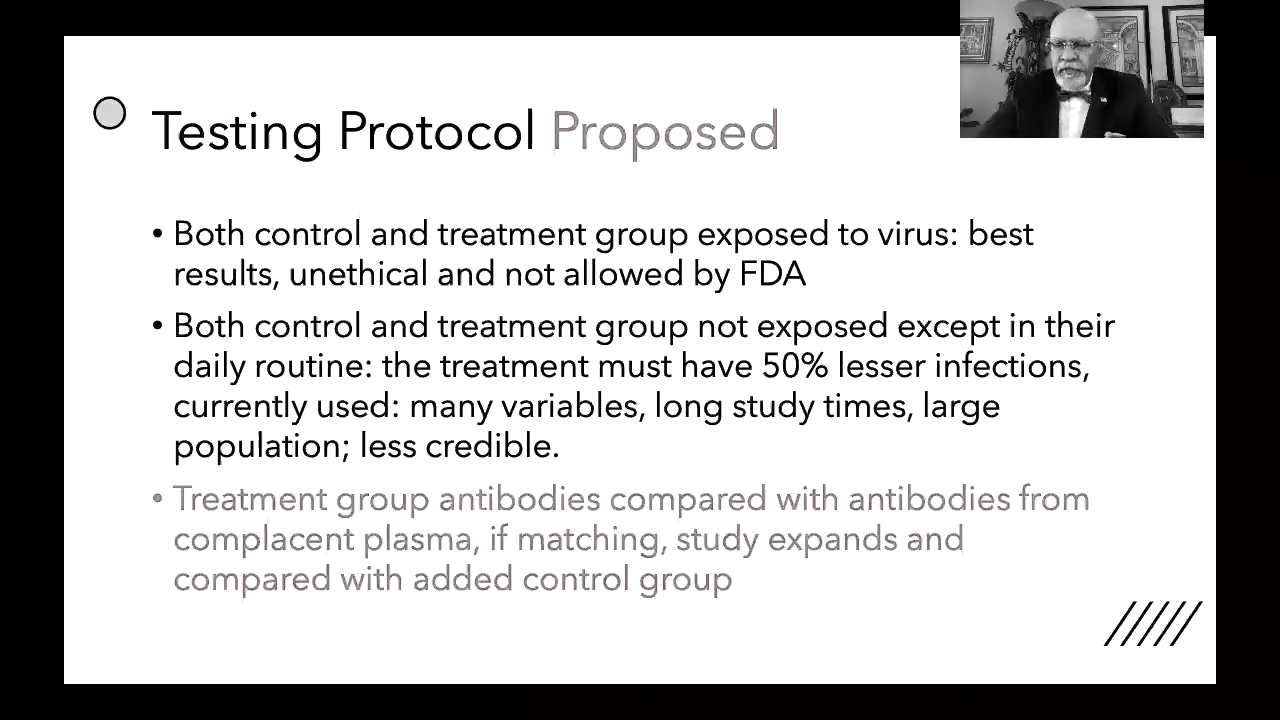 Testing Protocol Proposed
• Both control and treatment group exposed to virus: best
results, unethical and not allowed by FDA
• Both control and treatment group not exposed except in their
daily routine: the treatment must have 50% lesser infections,
currently used: many variables, long study times, large
population; less credible.
• Treatment group antibodies compared with antibodies from
complacent plasma, if matching, study expands and
compared with added control group